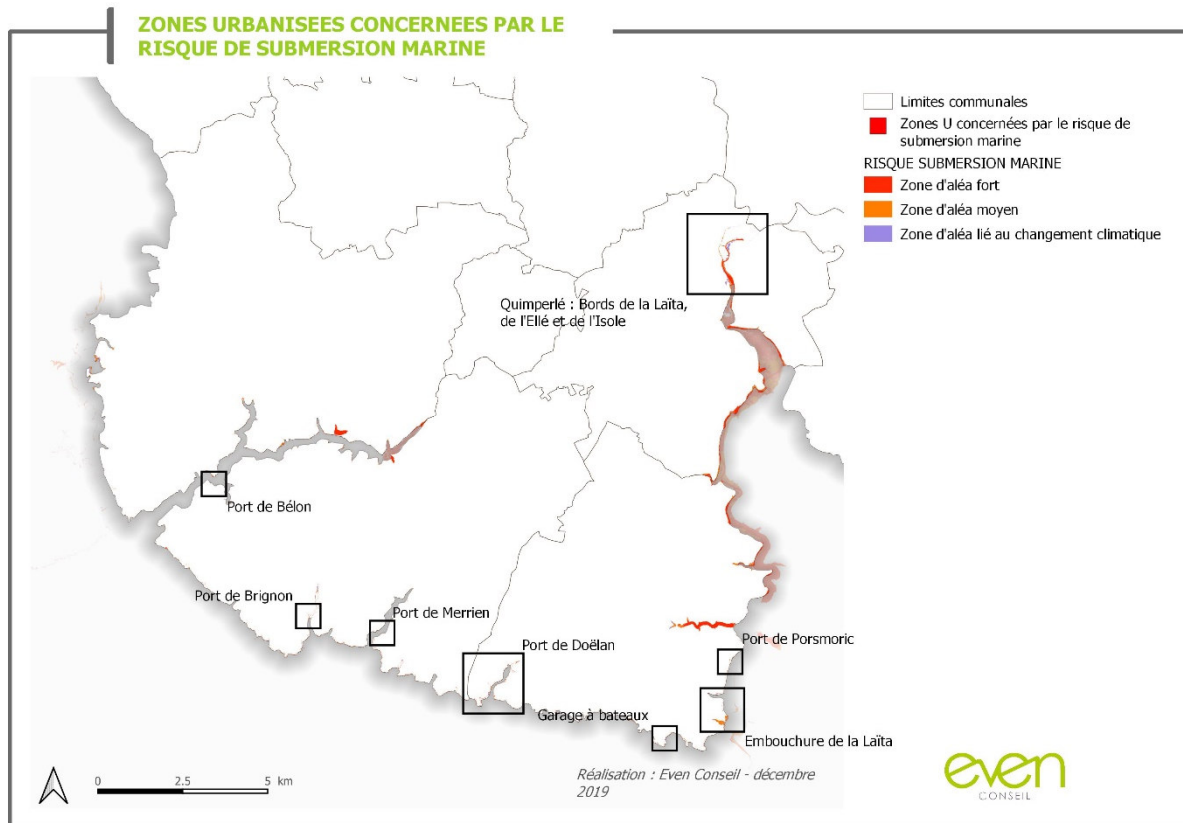 ZONES URBANISEES CONCERNEES PAR LE
RISQUE DE SUBMERSION MARINE
Limites communales
Zones U concernées par le risque de
submersion marine
RISQUE SUBMERSION MARINE
Zone d'aléa fort
Zone d'aléa moyen
Zone d'aléa lié au changement climatique
Quimperlé : Bords de la Laïta,
de l'Ellé et de l'Isole
Port de Bélon
Port de Brignon
Port de Merrien
Port de Doëlan
Port de Porsmoric
Garage à bateaux
Embouchure de la Laïta
0 2.5 5 km
Réalisation : Even Conseil - décembre
2019
even
CONSEIL